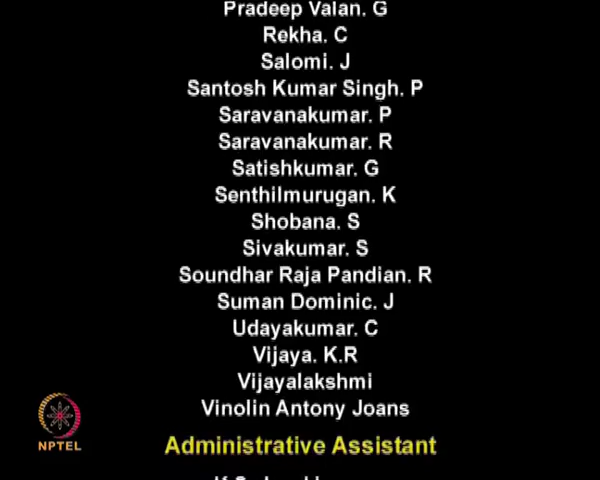 Pradeep Valan. G
Rekha. C
Salomi. J
Santosh Kumar Singh. P
Saravanakumar. P
Saravanakumar. R
Satishkumar. G
Senthilmurugan. K
Shobana. S
Sivakumar. S
Soundhar Raja Pandian. R
Suman Dominic. J
Udayakumar. C
Vijaya. K.R
Vijayalakshmi
Vinolin Antony Joans
NPTEL
Administrative Assistant